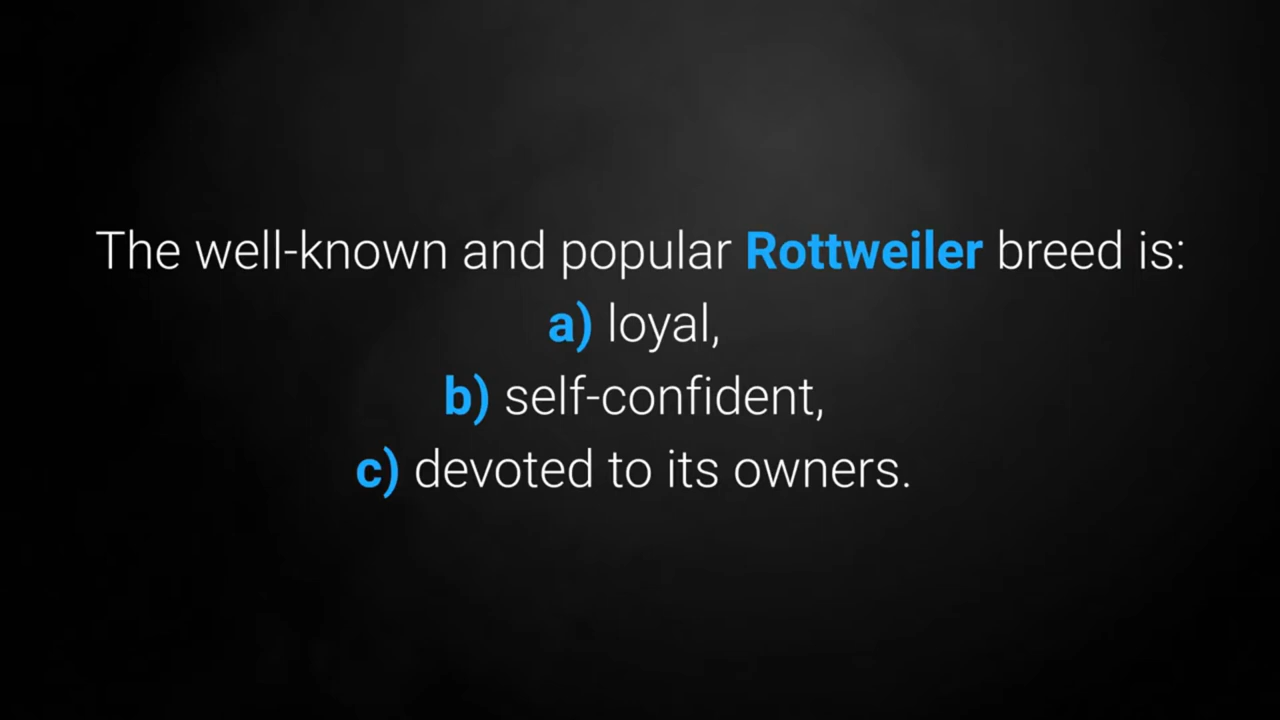 The well-known and popular Rottweiler breed is:
a) loyal,
b) self-confident,
c) devoted to its owners.